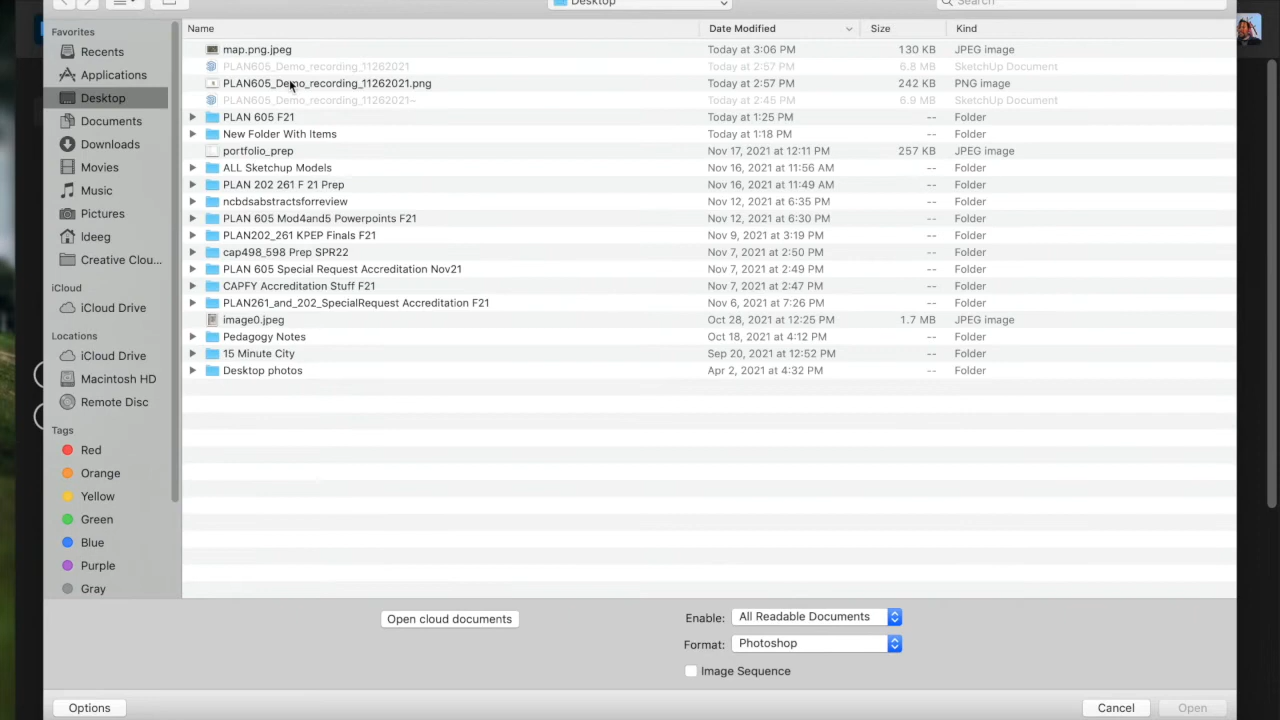 Desktop
Search
Favorites
Name Date Modified Size Kind
Recents
map.png.jpeg Today at 3:06 PM 130 KB JPEG image
PLAN605_Demo_recording_11262021 Today at 2:57 PM 6.8 MB SketchUp Document
Applications
PLAN605_Demo_recording_11262021.png Today at 2:57 PM 242 KB PNG image
Desktop
PLAN605_Demo_recording_11262021~ Today at 2:45 PM 6.9 MB SketchUp Document
Documents
PLAN 605 F21 Today at 1:25 PM -- Folder
New Folder With Items Today at 1:18 PM -- Folder
Downloads
portfolio_prep Nov 17, 2021 at 12:11 PM 257 KB JPEG image
Movies
ALL Sketchup Models Nov 16, 2021 at 11:56 AM -- Folder
PLAN 202 261 F 21 Prep Nov 16, 2021 at 11:49 AM -- Folder
Music
ncbdsabstractsforreview Nov 12, 2021 at 6:35 PM -- Folder
Pictures
PLAN 605 Mod4and5 Powerpoints F21 Nov 12, 2021 at 6:30 PM -- Folder
Ideeg
PLAN202_261 KPEP Finals F21 Nov 9, 2021 at 3:19 PM -- Folder
cap498_598 Prep SPR22 Nov 7, 2021 at 2:50 PM -- Folder
Creative Clou...
PLAN 605 Special Request Accreditation Nov21 Nov 7, 2021 at 2:49 PM -- Folder
iCloud
CAPFY Accreditation Stuff F21 Nov 7, 2021 at 2:47 PM -- Folder
iCloud Drive
PLAN261_and_202_SpecialRequest Accreditation F21 Nov 6, 2021 at 7:26 PM -- Folder
image0.jpeg Oct 28, 2021 at 12:25 PM 1.7 MB JPEG image
Locations
Pedagogy Notes Oct 18, 2021 at 4:12 PM -- Folder
iCloud Drive
15 Minute City Sep 20, 2021 at 12:52 PM -- Folder
Macintosh HD
Desktop photos Apr 2, 2021 at 4:32 PM -- Folder
Remote Disc
Tags
Red
Orange
Yellow
Green
Blue
Purple
Gray
Open cloud documents
Enable: All Readable Documents
Format: Photoshop
Image Sequence
Options
Cancel
Open